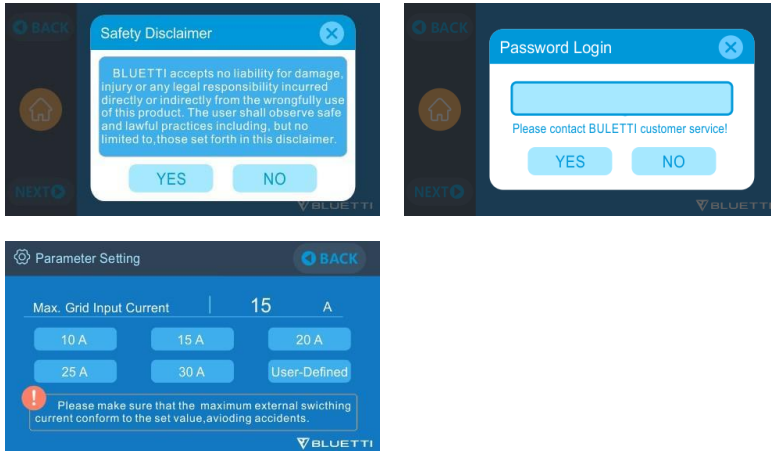 BACK
Safety Disclaimer
BLUETTI accepts no liability for damage,
injury or any legal responsibility incurred
directly or indirectly from the wrongfully use
of this product. The user shall observe safe
and lawful practices including, but no
limited to,those set forth in this disclaimer.
YES NO
NEXT
BLUETTI
BACK
Password Login
Please contact BULETTI customer service!
YES NO
NEXT
BLUETTI
Parameter Setting BACK
Max. Grid Input Current 15 A
10 A 15 A 20 A
25 A 30 A User-Defined
! Please make sure that the maximum external swicthing
current conform to the set value,avioding accidents.
BLUETTI